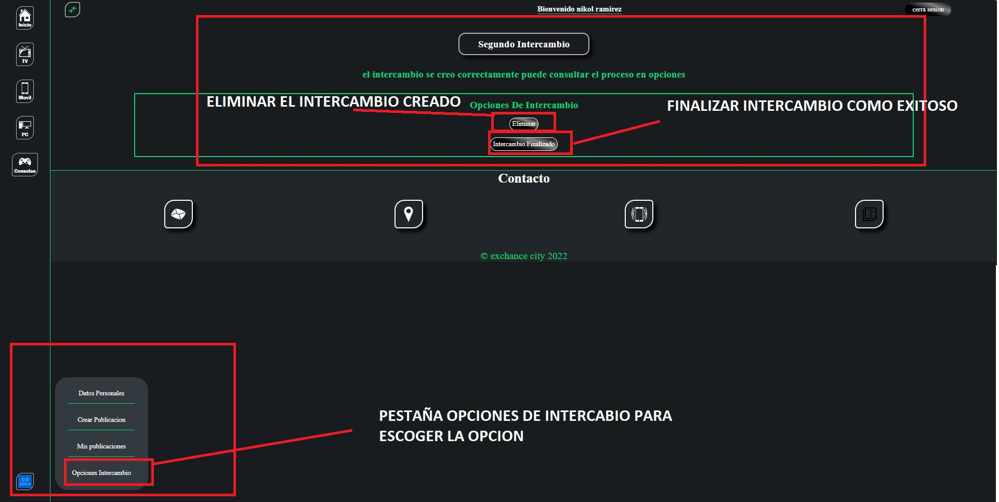 Bienvenido nikol ramirez
cerra sesion
Inicio
TV
Movil
PC
Consolas
Segundo Intercambio
el intercambio se creo correctamente puede consultar el proceso en opciones
ELIMINAR EL INTERCAMBIO CREADO
Opciones De Intercambio
FINALIZAR INTERCAMBIO COMO EXITOSO
Eliminar
Intercambio Finalizado
Contacto
?
© exchance city 2022
Datos Personales
Crear Publicacion
Mis publicaciones
Opciones Intercambio
PESTAÑA OPCIONES DE INTERCABIO PARA
ESCOGER LA OPCION